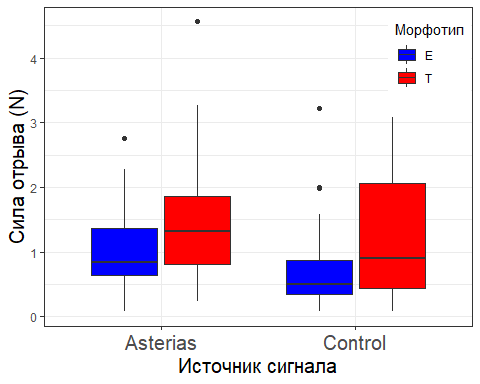 Морфотип
E
T
4
3
2
1
0
Сила отрыва (N)
Asterias Control
Источник сигнала